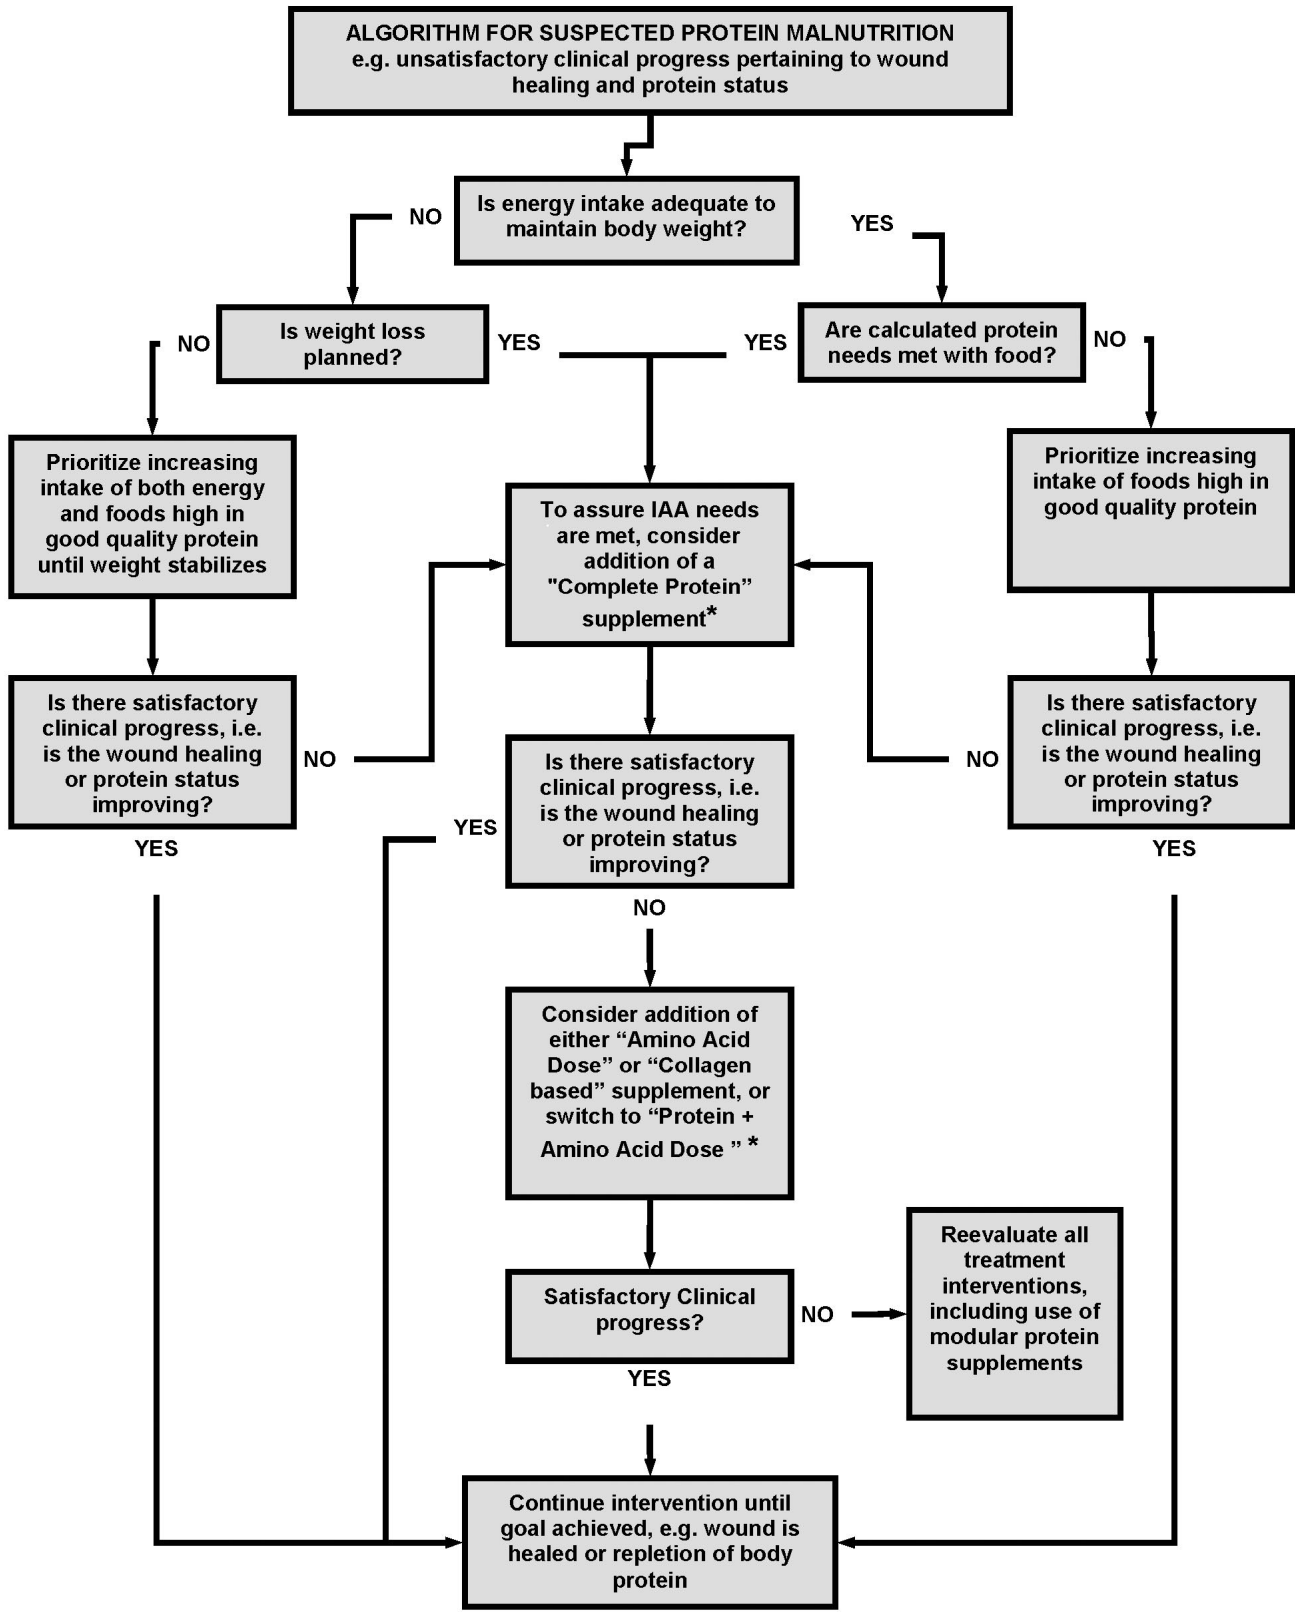 ALGORITHM FOR SUSPECTED PROTEIN MALNUTRITION
e.g. unsatisfactory clinical progress pertaining to wound
healing and protein status
Is energy intake adequate to
maintain body weight?
NO
YES
Is weight loss
planned?
NO
YES
YES
Are calculated protein
needs met with food?
NO
Prioritize increasing
intake of both energy
and foods high in
good quality protein
until weight stabilizes
To assure IAA needs
are met, consider
addition of a
"Complete Protein”
supplement*
Prioritize increasing
intake of foods high in
good quality protein
Is there satisfactory
clinical progress, i.e.
is the wound healing
or protein status
improving?
NO
YES
Is there satisfactory
clinical progress, i.e.
is the wound healing
or protein status
improving?
YES
NO
Is there satisfactory
clinical progress, i.e.
is the wound healing
or protein status
improving?
NO
YES
Consider addition of
either “Amino Acid
Dose” or “Collagen
based” supplement, or
switch to “Protein +
Amino Acid Dose ” *
Satisfactory Clinical
progress?
NO
YES
Reevaluate all
treatment
interventions,
including use of
modular protein
supplements
Continue intervention until
goal achieved, e.g. wound is
healed or repletion of body
protein